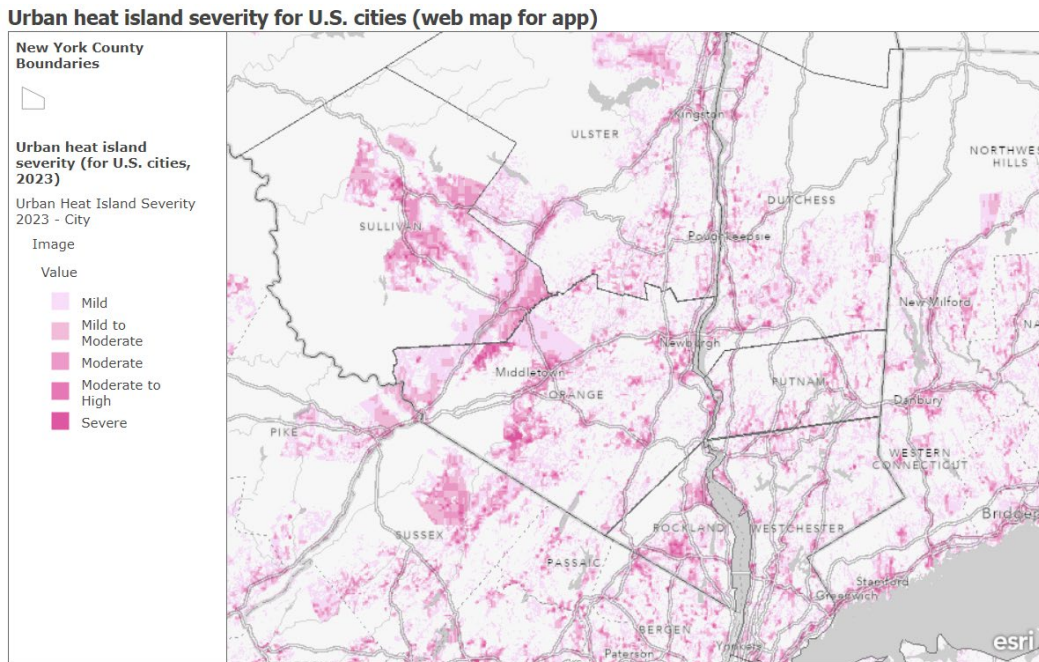 Urban heat island severity for U.S. cities (web map for app)
New York County
Boundaries
Urban heat island
severity (for U.S. cities,
2023)
Urban Heat Island Severity
2023 - City
Image
Value
Mild
Mild to
Moderate
Moderate
Moderate to
High
Severe
Kingston
ULSTER
NORTHWES
HILLS
DUTCHESS
SULLIVAN
Poughkeepsie
New Milford
NA
Newburgh
Middletown
PUTNAM
ORANGE
Danbury
PIKE
WESTERN
CONNECTICUT
Bridgep
ROCKLAND
WESTCHESTER
SUSSEX
PASSAIC
Stamford
Greenwich
BERGEN
Yonkers
Paterson
esri